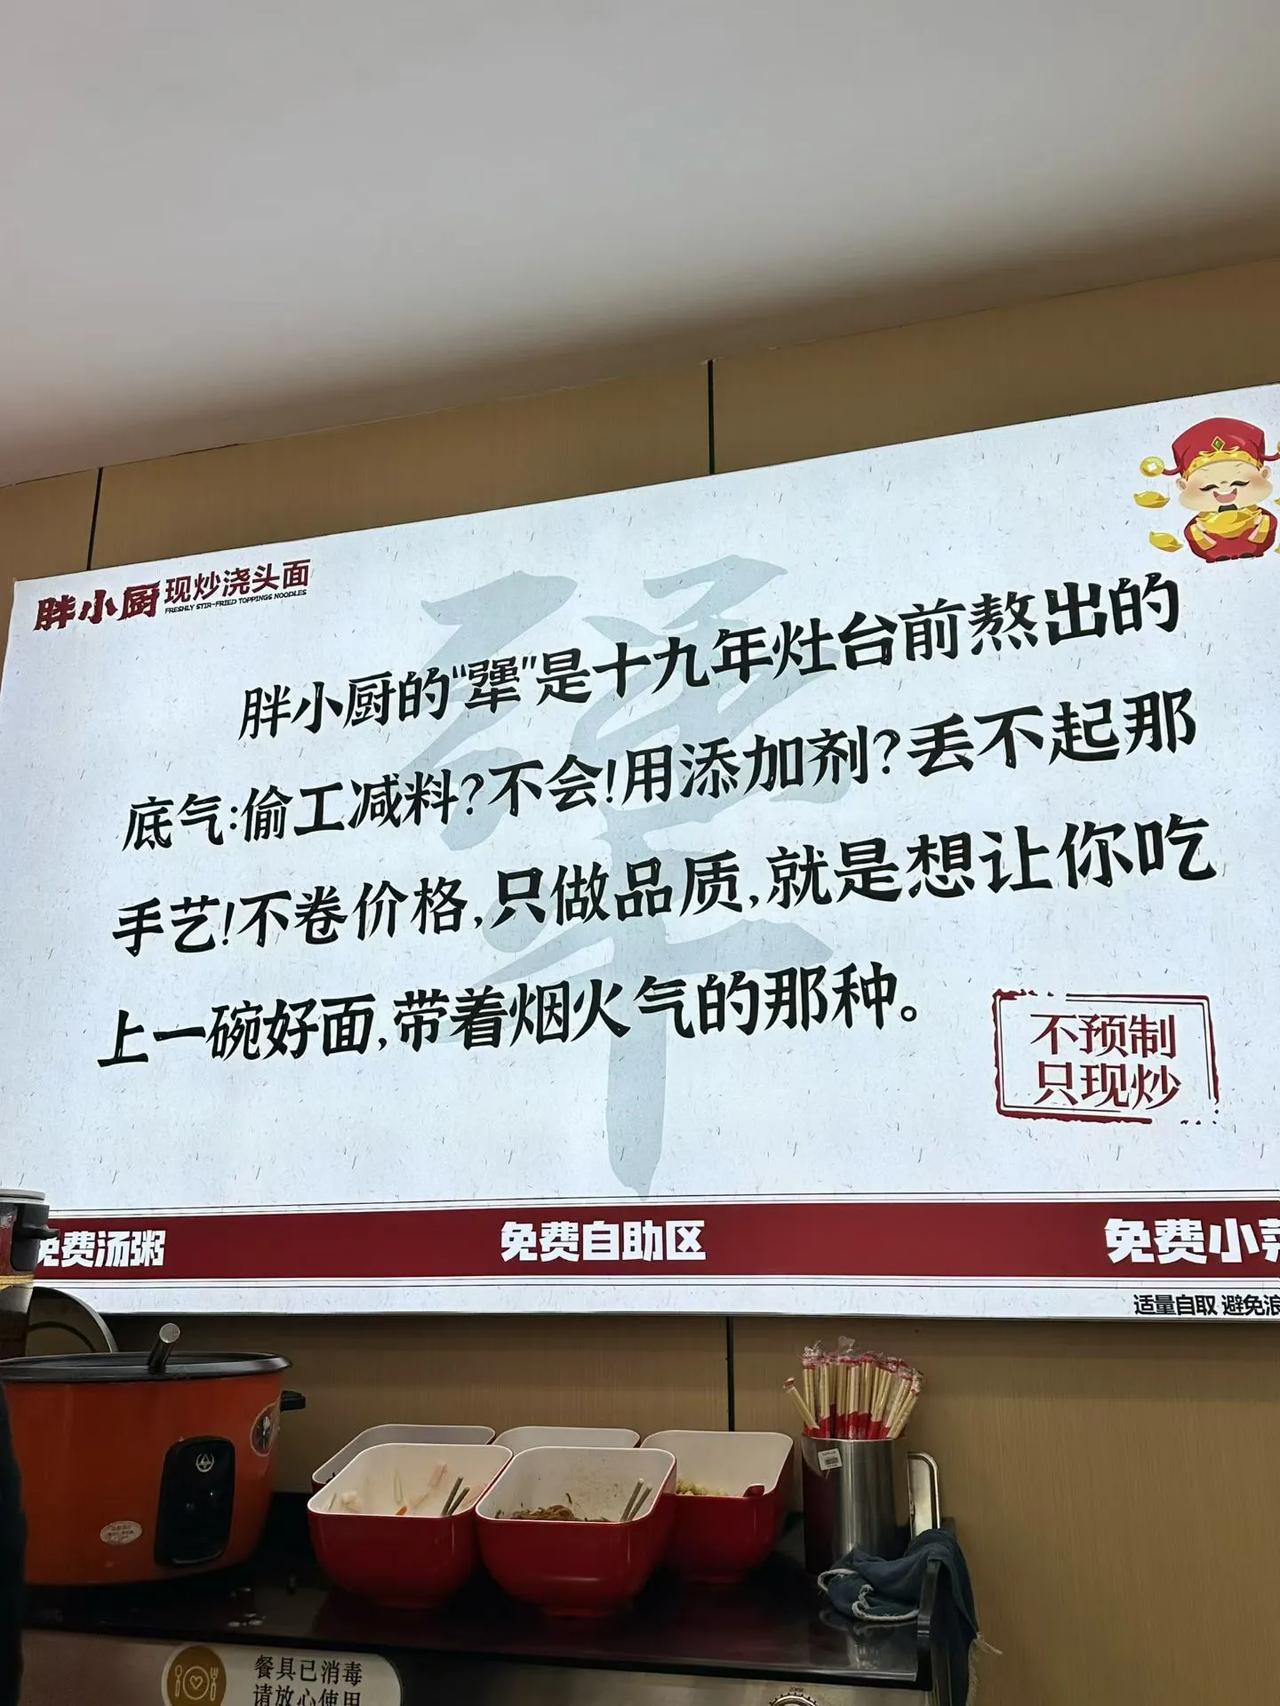 胖小厨 现炒浇头面
FRESHLY STIR-FRIED TOPPINGS NOODLES
胖小厨的“犟”是十九年灶台前熬出的
底气:偷工减料?不会!用添加剂?丢不起那
手艺!不卷价格,只做品质,就是想让你吃
上一碗好面,带着烟火气的那种。
不预制
只现炒
免费汤粥
免费自助区
免费小菜
适量自取 避免浪
餐具已消毒
请放心使用